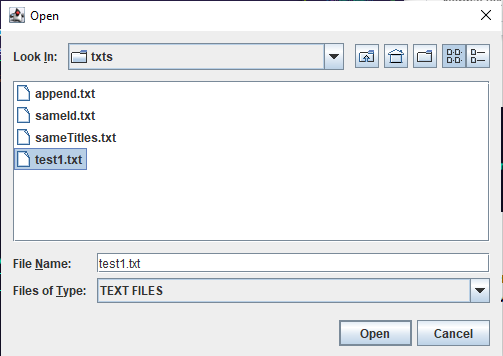 Open
Look In: txts
append.txt
sameId.txt
sameTitles.txt
test1.txt
File Name: test1.txt
Files of Type: TEXT FILES
Open Cancel